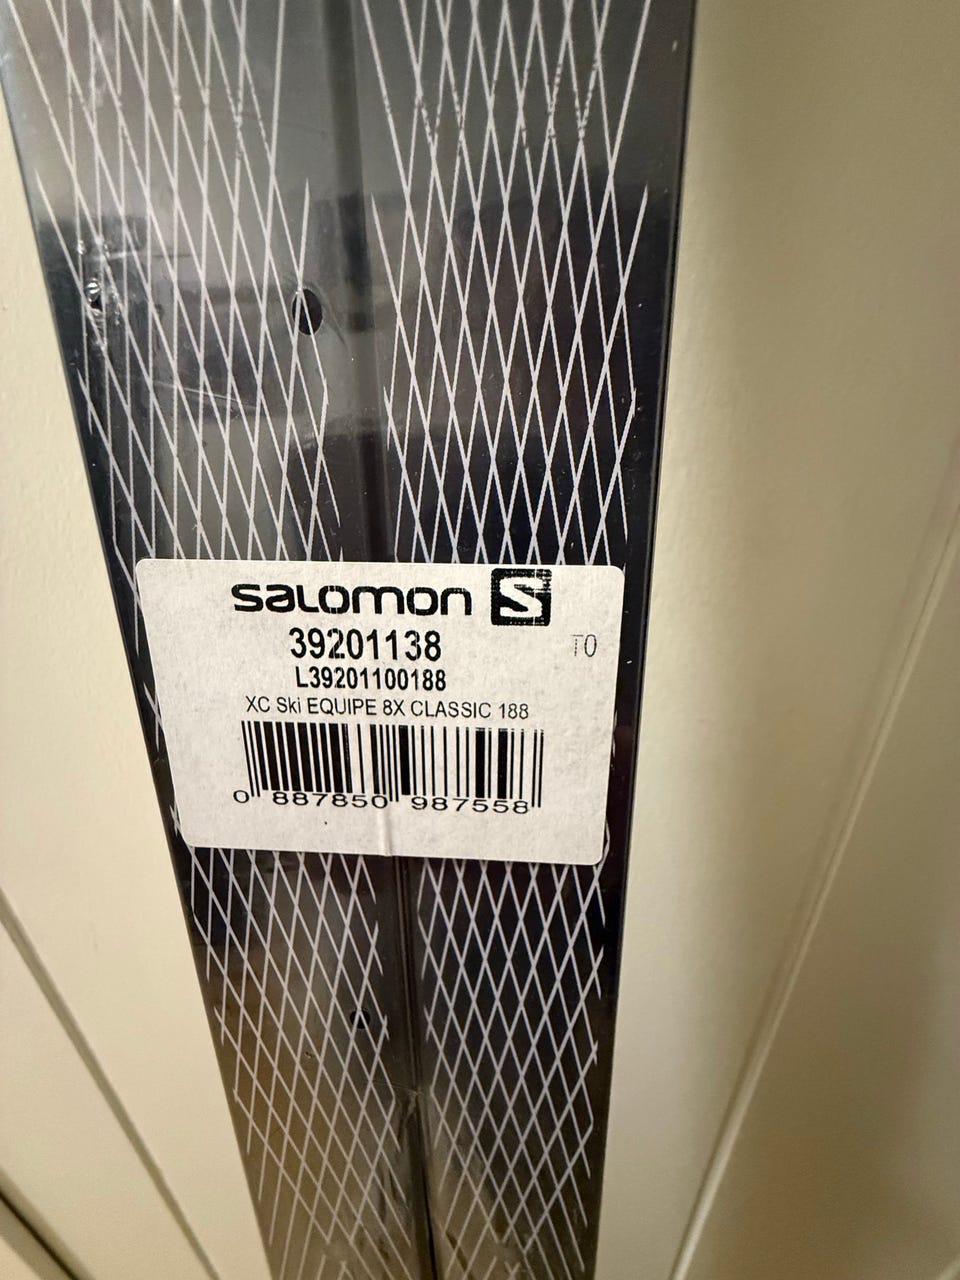 salomon S
39201138 T0
L39201100188
XC Ski EQUIPE 8X CLASSIC 188
0 887850 987558